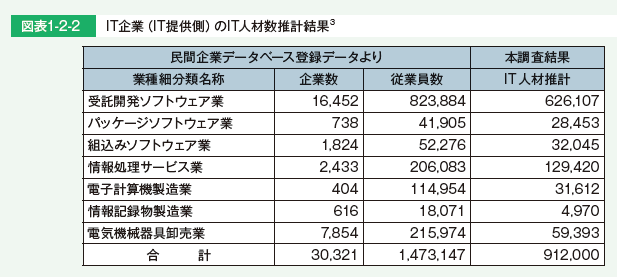 図表1-2-2 IT企業（IT提供側）のIT人材数推計結果3
民間企業データベース登録データより 本調査結果
業種細分類名称 企業数 従業員数 IT人材推計
受託開発ソフトウェア業 16,452 823,884 626,107
パッケージソフトウェア業 738 41,905 28,453
組込みソフトウェア業 1,824 52,276 32,045
情報処理サービス業 2,433 206,083 129,420
電子計算機製造業 404 114,954 31,612
情報記録物製造業 616 18,071 4,970
電気機械器具卸売業 7,854 215,974 59,393
合 計 30,321 1,473,147 912,000